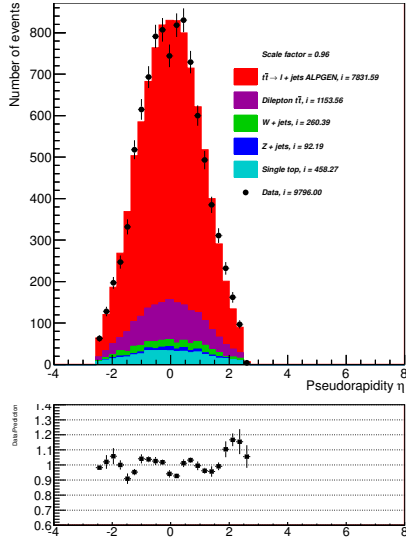 Number of events
800
700
600
500
400
300
200
100
0
Scale factor = 0.96
tt̄ → l + jets ALPGEN, i = 7831.59
Dilepton tt̄, i = 1153.56
W + jets, i = 260.39
Z + jets, i = 92.19
Single top, i = 458.27
Data, i = 9796.00
-4 -2 0 2 4 6 8
Pseudorapidity η
Data/Prediction
1.4
1.3
1.2
1.1
1
0.9
0.8
0.7
0.6
-4 -2 0 2 4 6 8